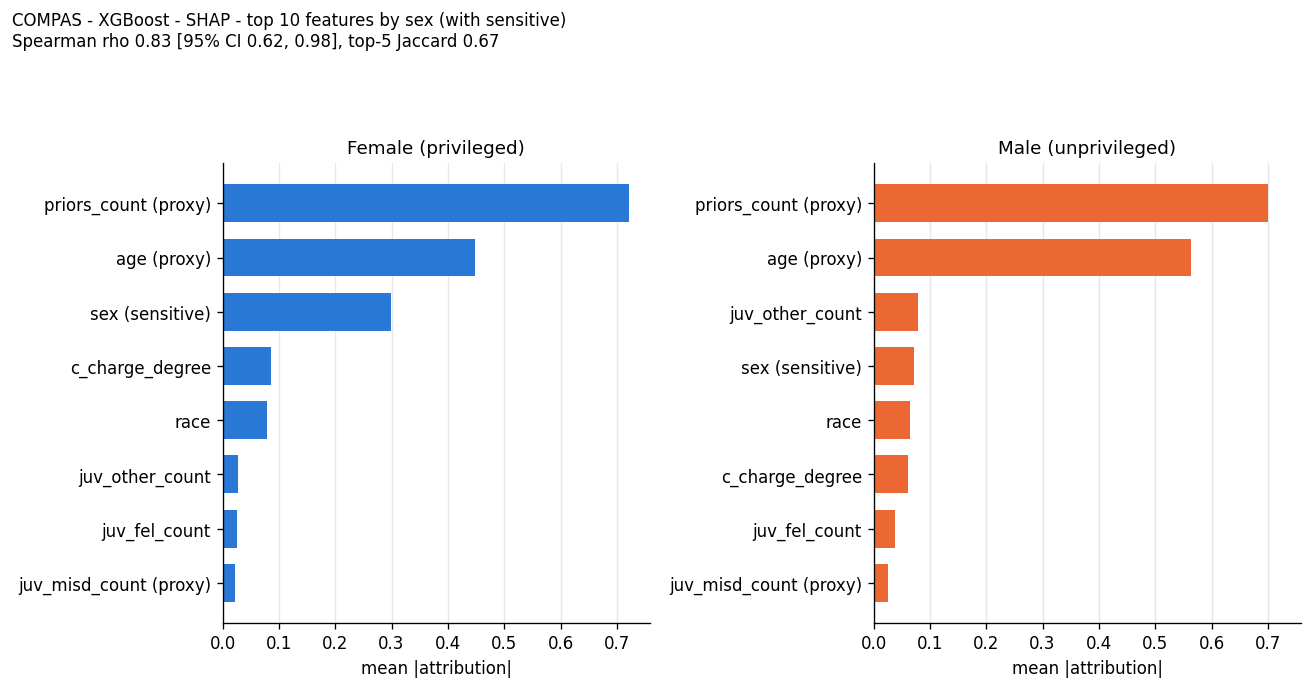 COMPAS - XGBoost - SHAP - top 10 features by sex (with sensitive)
Spearman rho 0.83 [95% CI 0.62, 0.98], top-5 Jaccard 0.67
Female (privileged)
priors_count (proxy)
age (proxy)
sex (sensitive)
c_charge_degree
race
juv_other_count
juv_fel_count
juv_misd_count (proxy)
0.0 0.1 0.2 0.3 0.4 0.5 0.6 0.7
mean |attribution|
Male (unprivileged)
priors_count (proxy)
age (proxy)
juv_other_count
sex (sensitive)
race
c_charge_degree
juv_fel_count
juv_misd_count (proxy)
0.0 0.1 0.2 0.3 0.4 0.5 0.6 0.7
mean |attribution|